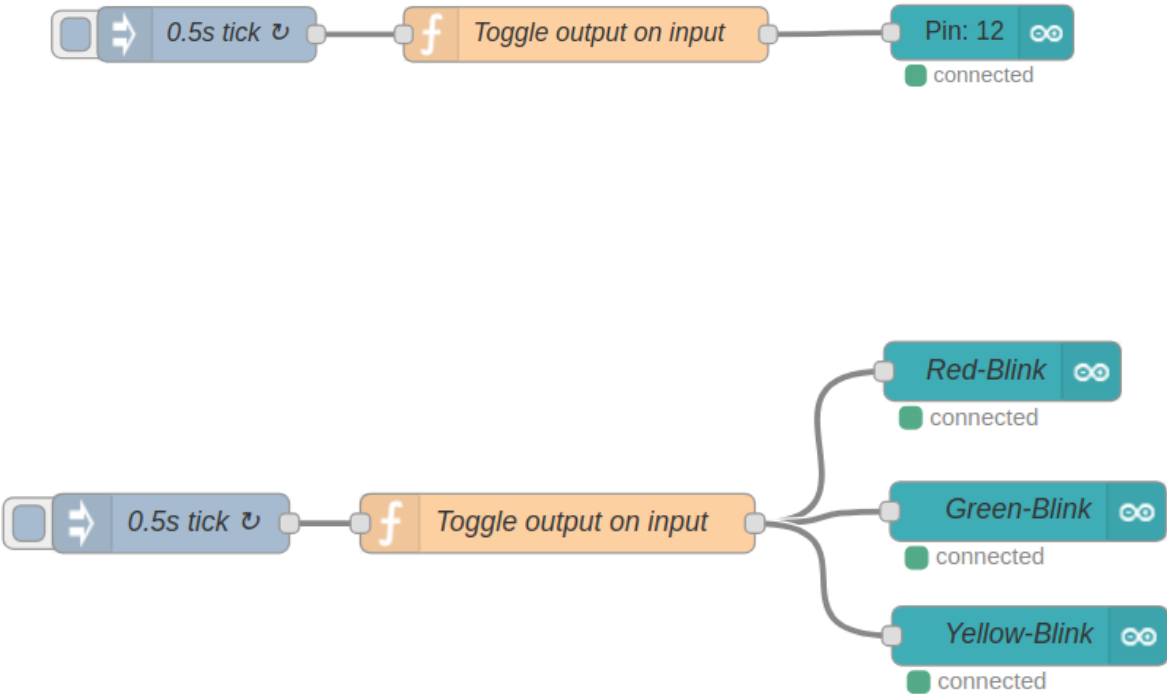 0.5s tick ↻
Toggle output on input
Pin: 12
connected
Red-Blink
connected
0.5s tick ↻
Toggle output on input
Green-Blink
connected
Yellow-Blink
connected